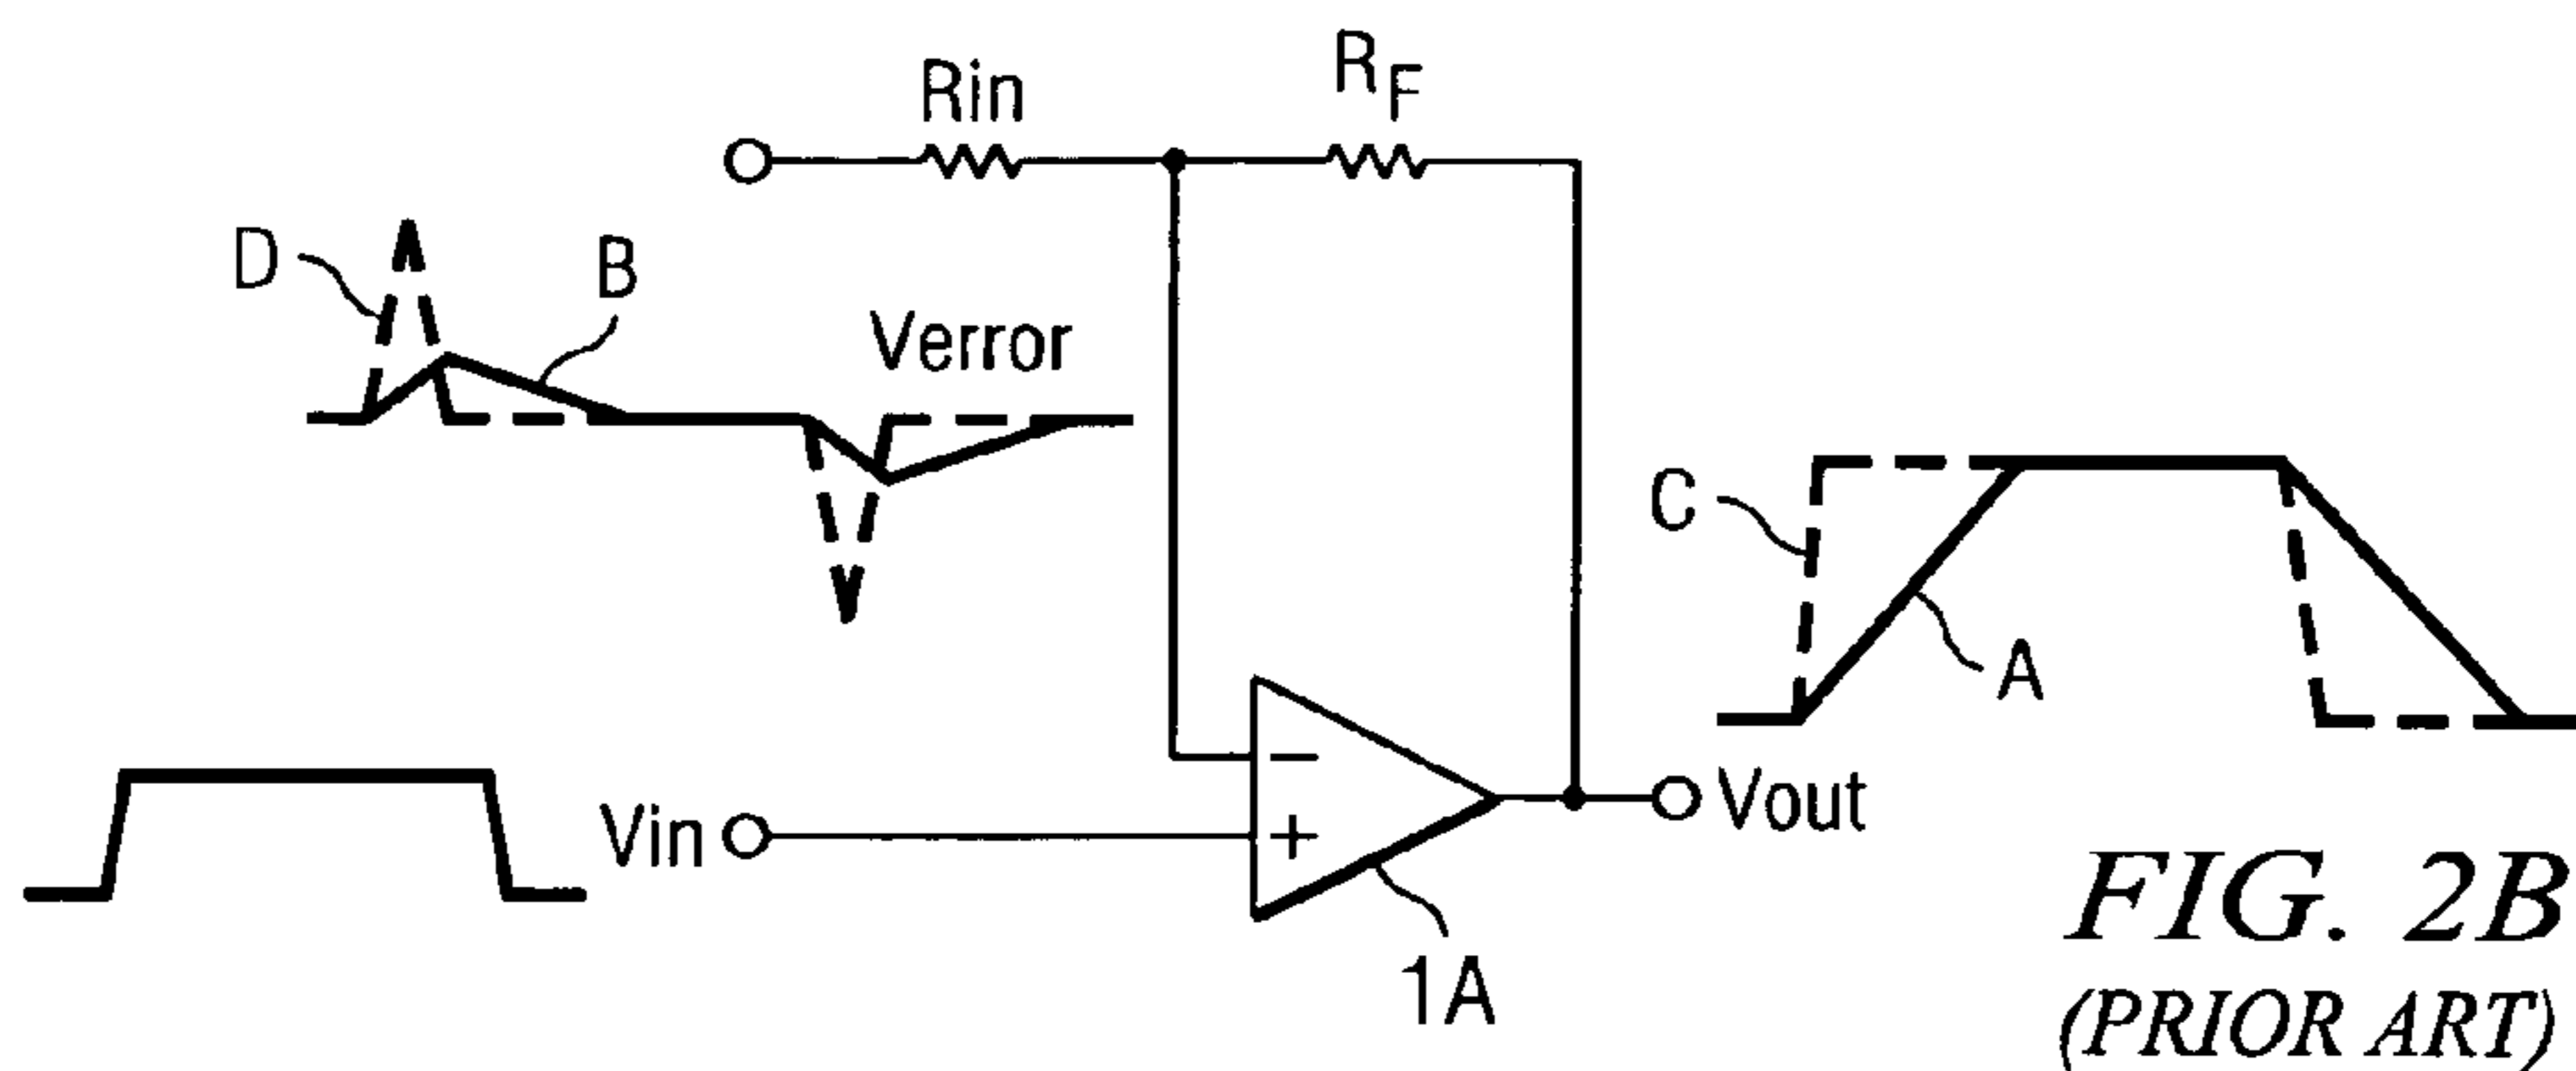 Rin
RF
D
B
Verror
C
A
−
+
Vin
Vout
1A
FIG. 2B
(PRIOR ART)